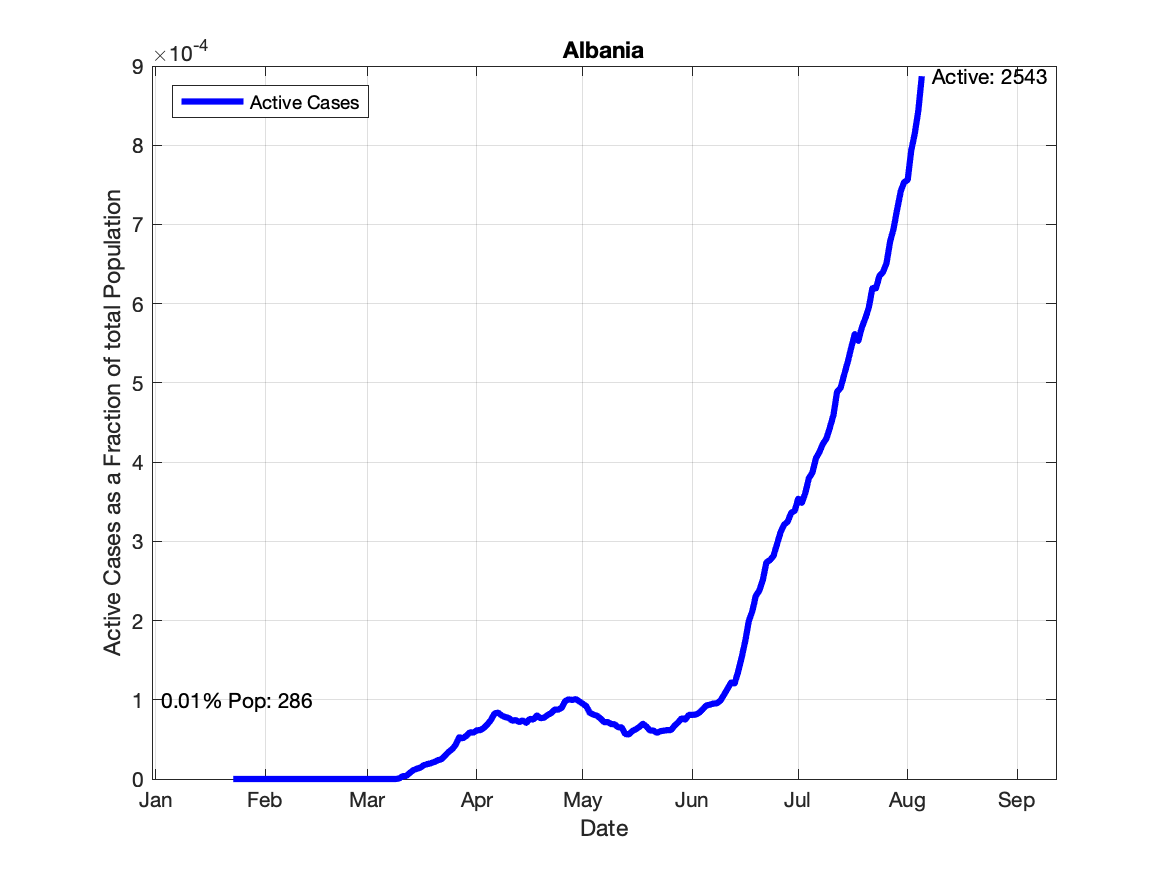 Albania
×10-4
9
8
7
6
5
4
3
2
1
0
Active Cases as a Fraction of total Population
Active Cases
Active: 2543
0.01% Pop: 286
Jan Feb Mar Apr May Jun Jul Aug Sep
Date